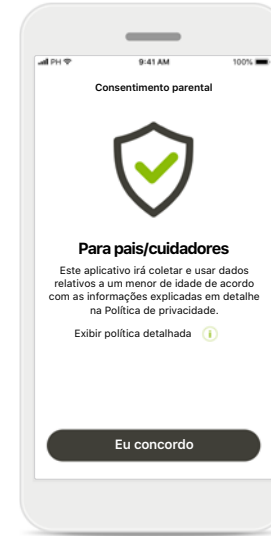 PH 9:41 AM 100%
Consentimento parental
Para pais/cuidadores
Este aplicativo irá coletar e usar dados
relativos a um menor de idade de acordo
com as informações explicadas em detalhe
na Política de privacidade.
Exibir política detalhada i
Eu concordo